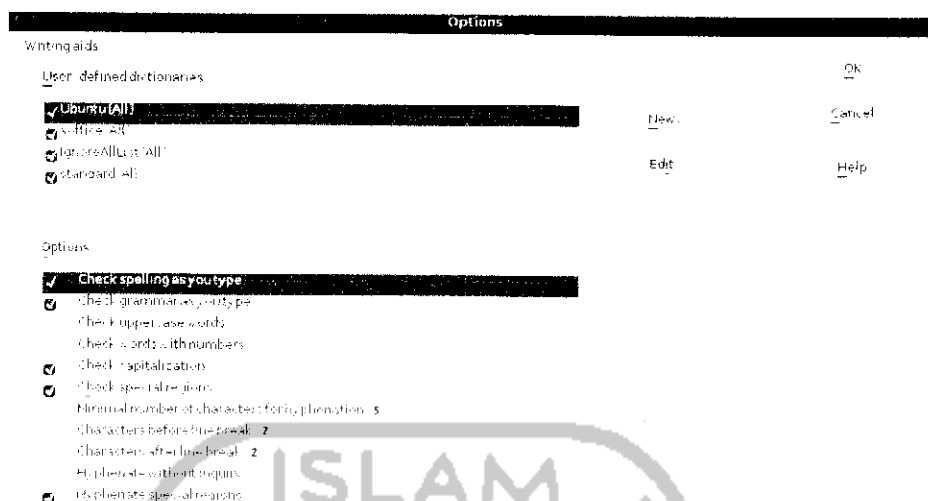 Options
Writing aids
User-defined dictionaries
OK
Ubuntu [All]
New...
Cancel
soffice [All]
IgnoreAllList [All]
standard [All]
Edit
Help
Options
Check spelling as you type
Check grammar as you type
Check uppercase words
Check words with numbers
Check capitalization
Check special regions
Minimal number of characters for hyphenation: 5
Characters before line break: 2
Characters after line break: 2
Hyphenate without inquiry
Hyphenate special regions
ISLAM